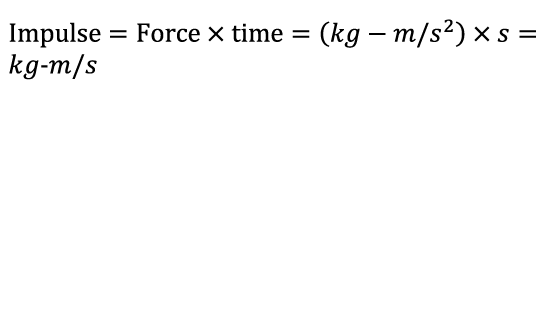 Impulse = Force × time = (kg − m/s²) × s =
kg-m/s